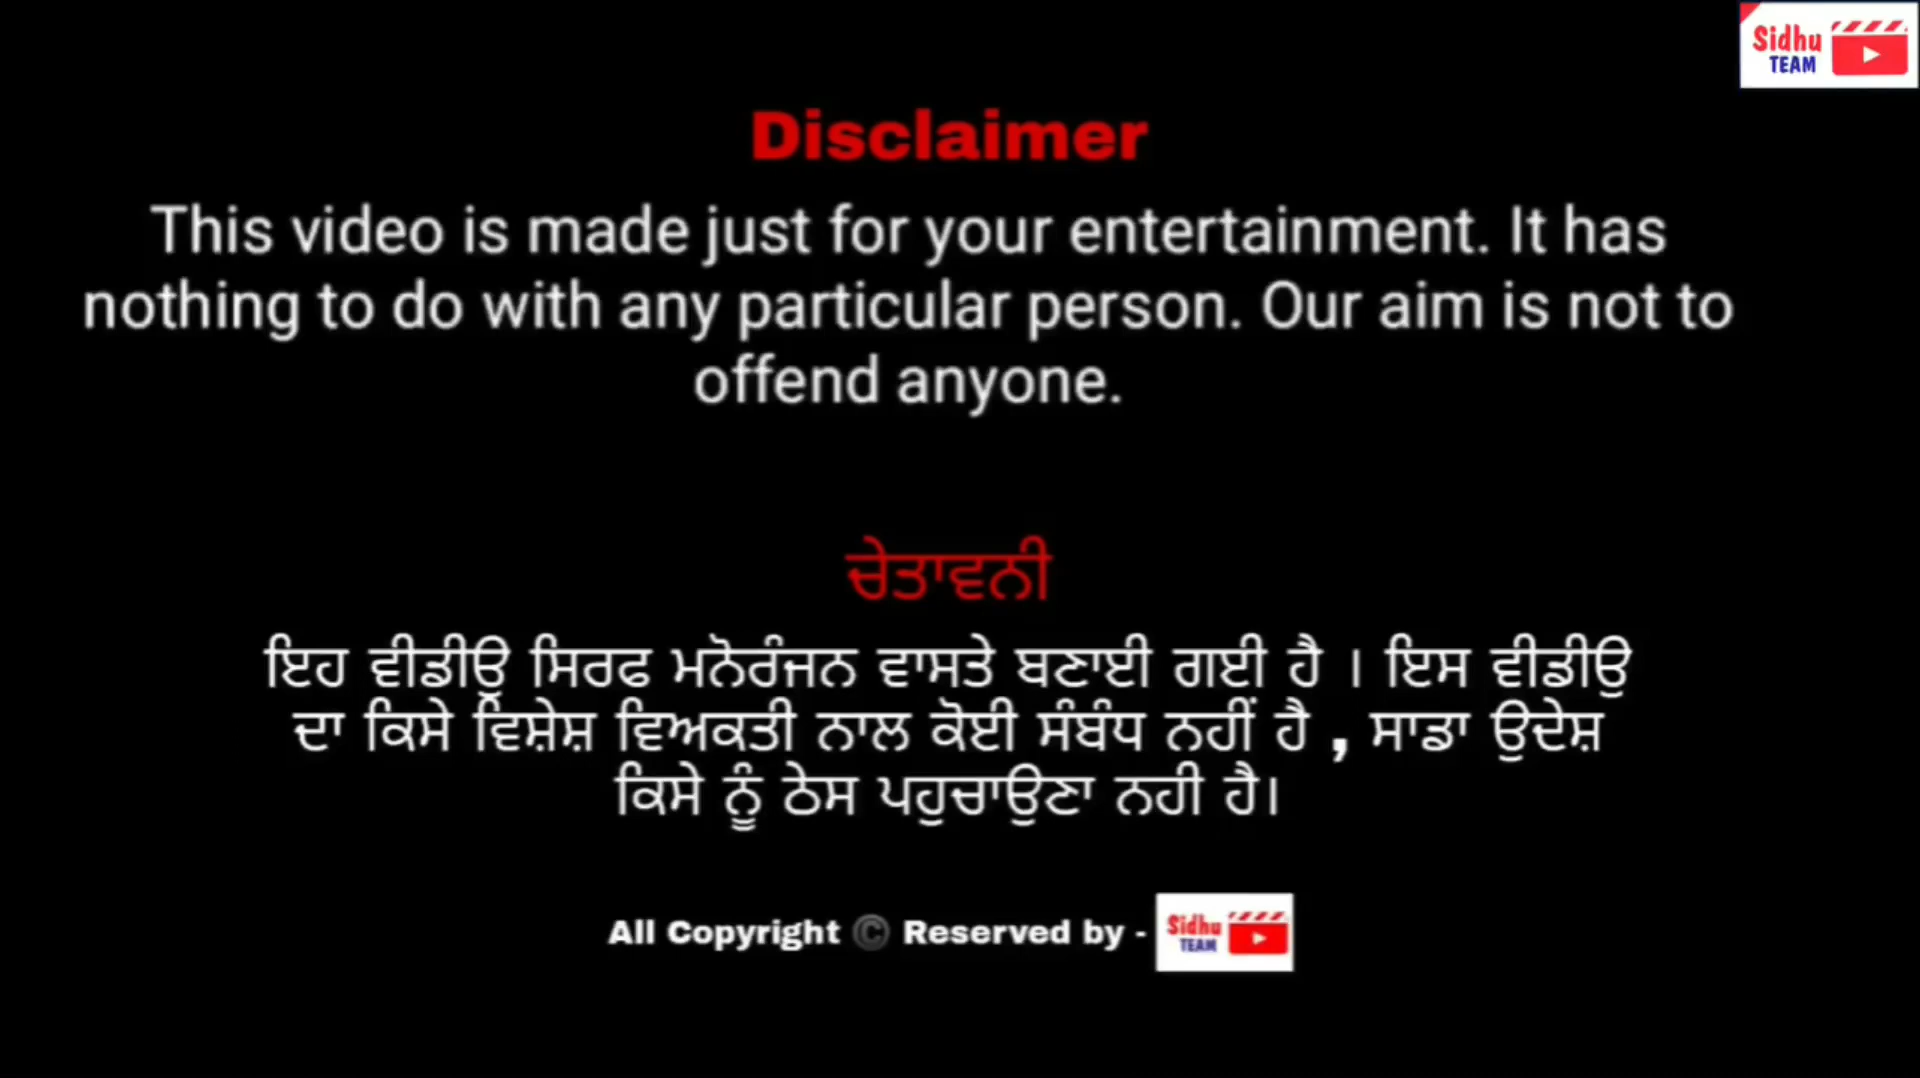 Sidhu
TEAM
Disclaimer
This video is made just for your entertainment. It has
nothing to do with any particular person. Our aim is not to
offend anyone.
ਚੇਤਾਵਨੀ
ਇਹ ਵੀਡੀਉ ਸਿਰਫ ਮਨੋਰੰਜਨ ਵਾਸਤੇ ਬਣਾਈ ਗਈ ਹੈ । ਇਸ ਵੀਡੀਉ
ਦਾ ਕਿਸੇ ਵਿਸ਼ੇਸ਼ ਵਿਅਕਤੀ ਨਾਲ ਕੋਈ ਸੰਬੰਧ ਨਹੀਂ ਹੈ , ਸਾਡਾ ਉਦੇਸ਼
ਕਿਸੇ ਨੂੰ ਠੇਸ ਪਹੁਚਾਉਣਾ ਨਹੀ ਹੈ।
All Copyright © Reserved by - Sidhu TEAM